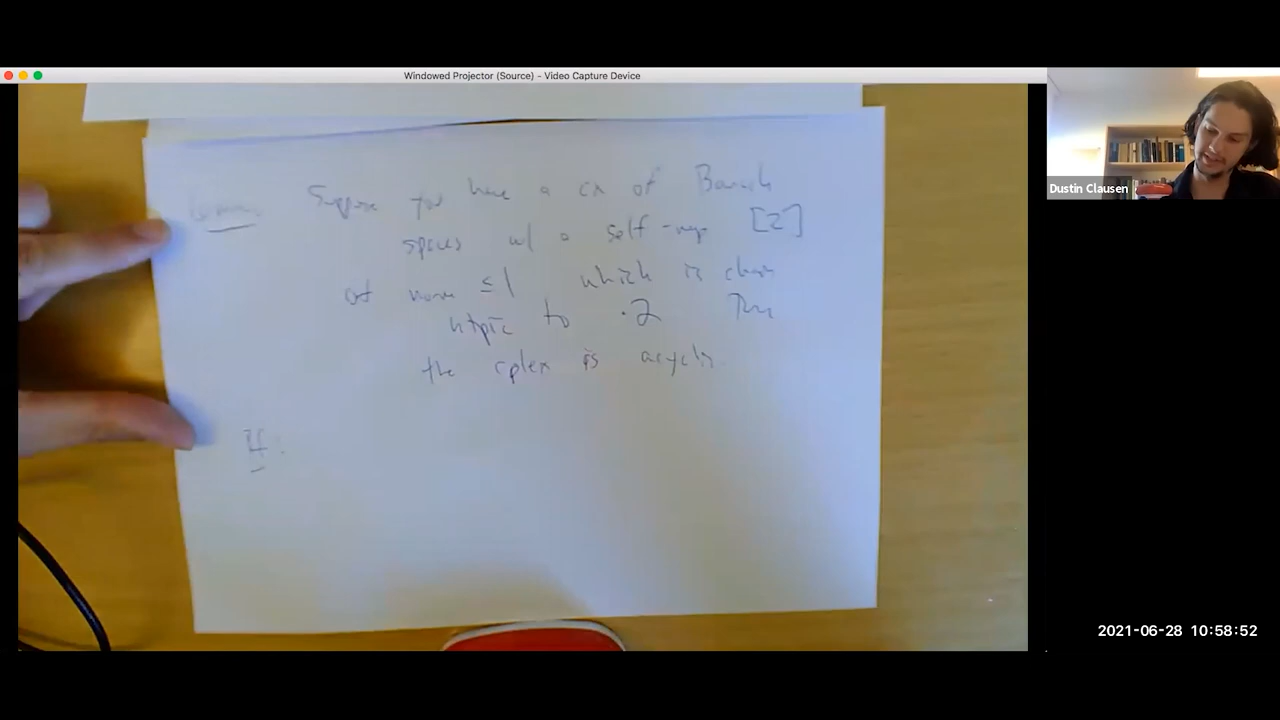 Windowed Projector (Source) – Video Capture Device
Dustin Clausen
Lemma Suppose you have a cx of Banach
spaces w/ a self-map [2]
of norm ≤1 which is chain
htpic to ·2 Then
the cplex is acyclic.
Pf.
2021-06-28 10:58:52